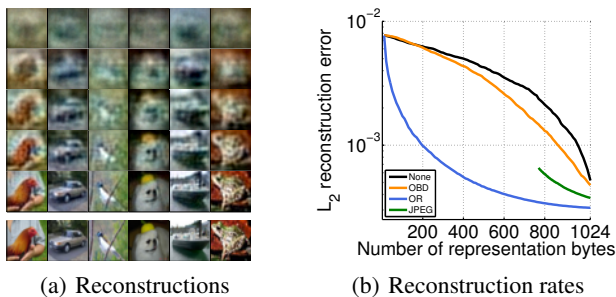 10⁻²
10⁻³
L₂ reconstruction error
None
OBD
OR
JPEG
200 400 600 800 1024
Number of representation bytes
(a) Reconstructions
(b) Reconstruction rates